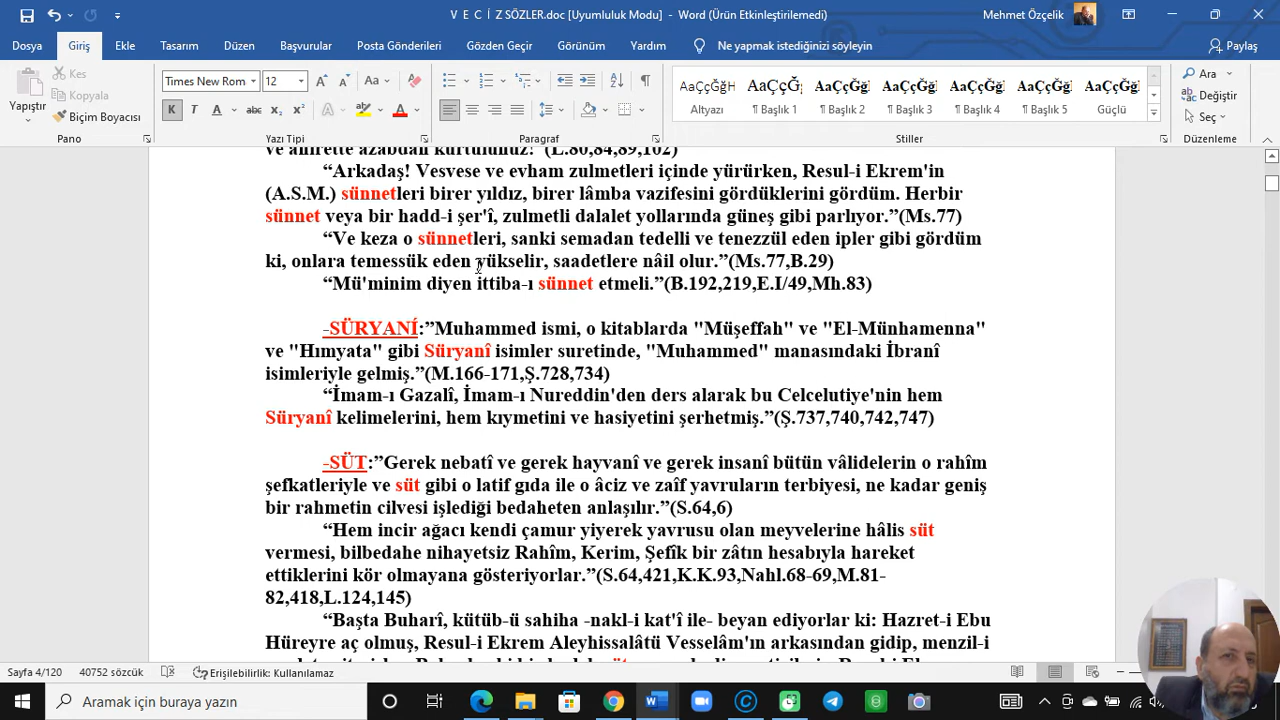 V E C İ Z SÖZLER.doc [Uyumluluk Modu] - Word (Ürün Etkinleştirilemedi)
Mehmet Özçelik
Dosya Giriş Ekle Tasarım Düzen Başvurular Posta Gönderileri Gözden Geçir Görünüm Yardım Ne yapmak istediğinizi söyleyin Paylaş
Yapıştır
Kes
Kopyala
Biçim Boyacısı
Times New Rom 12
K T A
AaÇçĞğH AaÇçĞ AaÇçĞğ AaÇçĞğ AaÇçĞğ AaÇçĞğ AaÇçĞğ
Altyazı ¶ Başlık 1 ¶ Başlık 2 ¶ Başlık 3 ¶ Başlık 4 ¶ Başlık 5 Güçlü
Ara
Değiştir
Seç
Pano Yazı Tipi Paragraf Stiller Düzenleme
ve ahirette azabdan kurtulunuz!”(L.80,84,89,102)
“Arkadaş! Vesvese ve evham zulmetleri içinde yürürken, Resul-i Ekrem'in
(A.S.M.) sünnetleri birer yıldız, birer lâmba vazifesini gördüklerini gördüm. Herbir
sünnet veya bir hadd-i şer'î, zulmetli dalalet yollarında güneş gibi parlıyor.”(Ms.77)
“Ve keza o sünnetleri, sanki semadan tedelli ve tenezzül eden ipler gibi gördüm
ki, onlara temessük eden yükselir, saadetlere nâil olur.”(Ms.77,B.29)
“Mü'minim diyen ittiba-ı sünnet etmeli.”(B.192,219,E.I/49,Mh.83)
-SÜRYANÍ:”Muhammed ismi, o kitablarda "Müşeffah" ve "El-Münhamenna"
ve "Hımyata" gibi Süryanî isimler suretinde, "Muhammed" manasındaki İbranî
isimleriyle gelmiş.”(M.166-171,Ş.728,734)
“İmam-ı Gazalî, İmam-ı Nureddin'den ders alarak bu Celcelutiye'nin hem
Süryanî kelimelerini, hem kıymetini ve hasiyetini şerhetmiş.”(Ş.737,740,742,747)
-SÜT:”Gerek nebatî ve gerek hayvanî ve gerek insanî bütün vâlidelerin o rahîm
şefkatleriyle ve süt gibi o latif gıda ile o âciz ve zaîf yavruların terbiyesi, ne kadar geniş
bir rahmetin cilvesi işlediği bedaheten anlaşılır.”(S.64,6)
“Hem incir ağacı kendi çamur yiyerek yavrusu olan meyvelerine hâlis süt
vermesi, bilbedahe nihayetsiz Rahîm, Kerim, Şefîk bir zâtın hesabıyla hareket
ettiklerini kör olmayana gösteriyorlar.”(S.64,421,K.K.93,Nahl.68-69,M.81-
82,418,L.124,145)
“Başta Buharî, kütüb-ü sahiha -nakl-i kat'î ile- beyan ediyorlar ki: Hazret-i Ebu
Hüreyre aç olmuş, Resul-i Ekrem Aleyhissalâtü Vesselâm'ın arkasından gidip, menzil-i
Sayfa 4/120 40752 sözcük Erişilebilirlik: Kullanılamaz
Aramak için buraya yazın